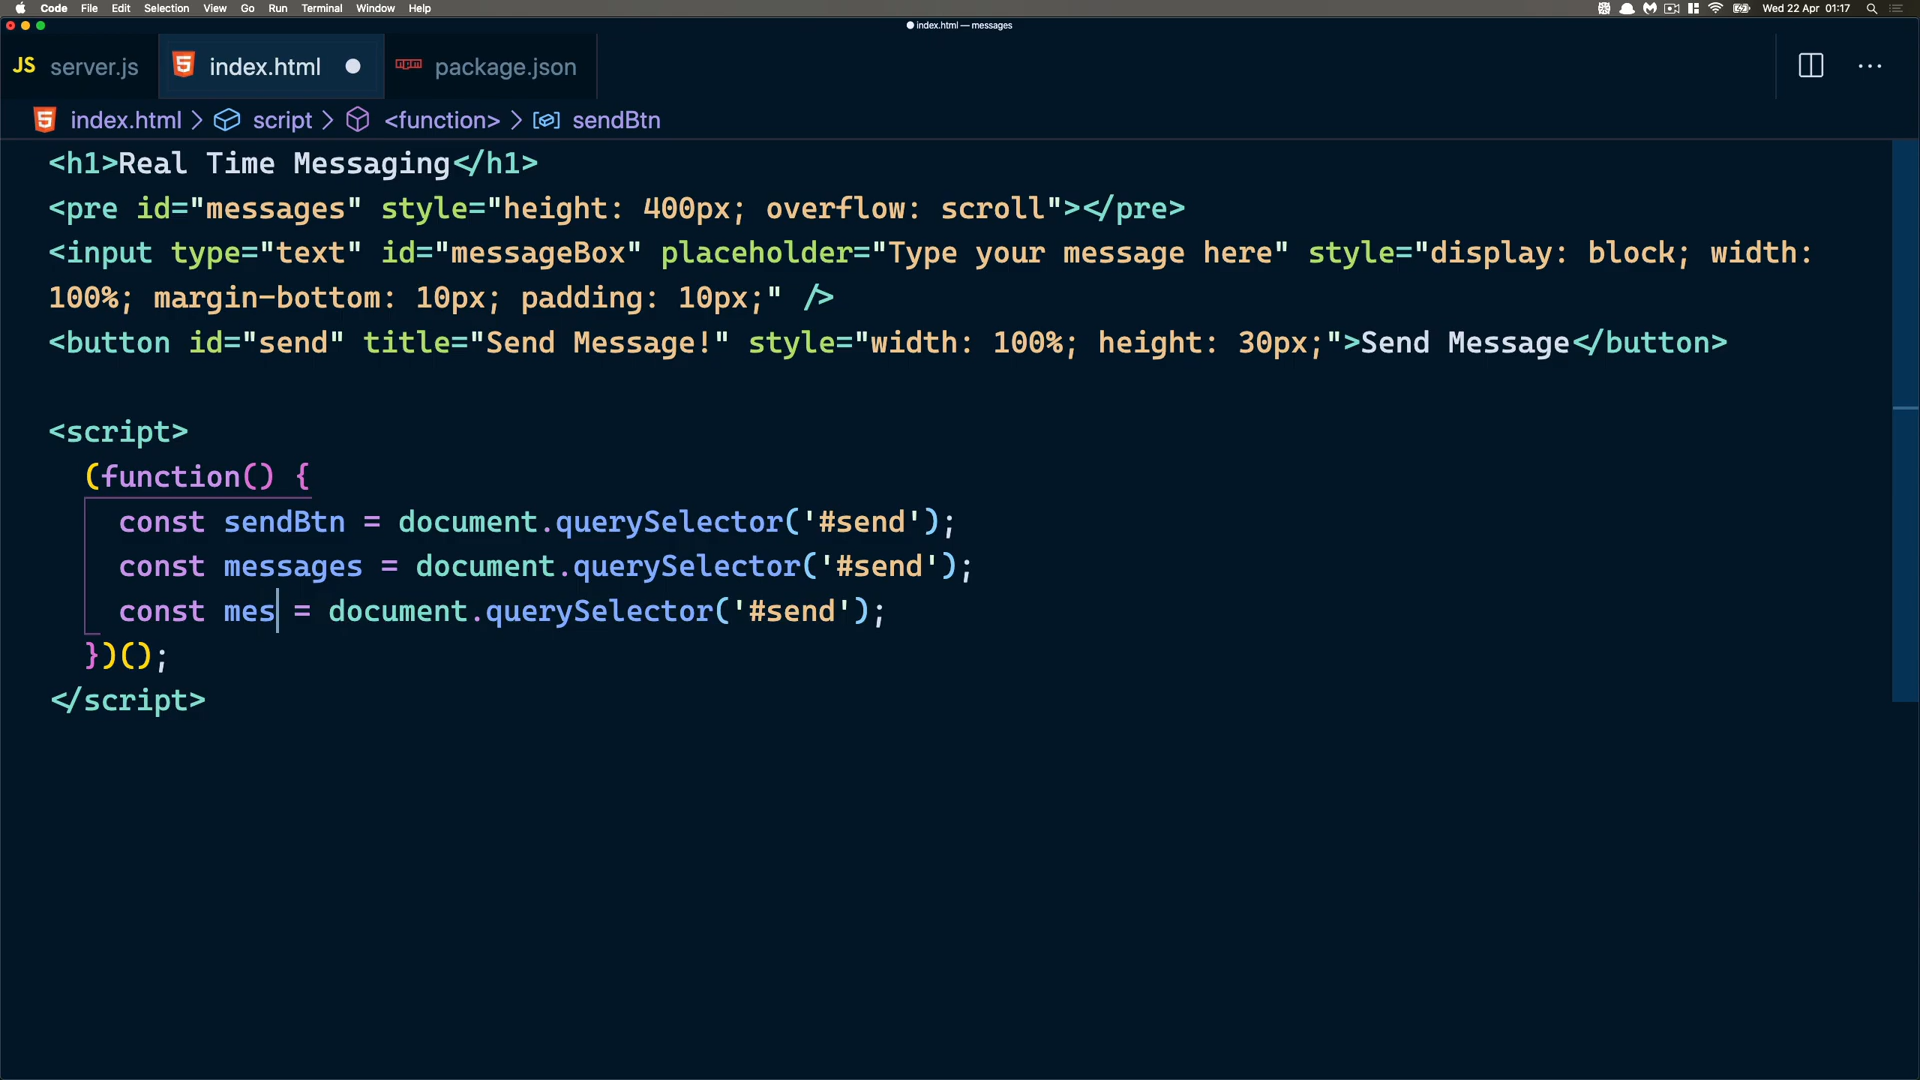 Code File Edit Selection View Go Run Terminal Window Help Wed 22 Apr 01:17
index.html — messages
JS server.js index.html npm package.json
index.html > script > <function> > sendBtn
<h1>Real Time Messaging</h1>
<pre id="messages" style="height: 400px; overflow: scroll"></pre>
<input type="text" id="messageBox" placeholder="Type your message here" style="display: block; width:
100%; margin-bottom: 10px; padding: 10px;" />
<button id="send" title="Send Message!" style="width: 100%; height: 30px;">Send Message</button>
<script>
(function() {
const sendBtn = document.querySelector('#send');
const messages = document.querySelector('#send');
const mes = document.querySelector('#send');
})();
</script>